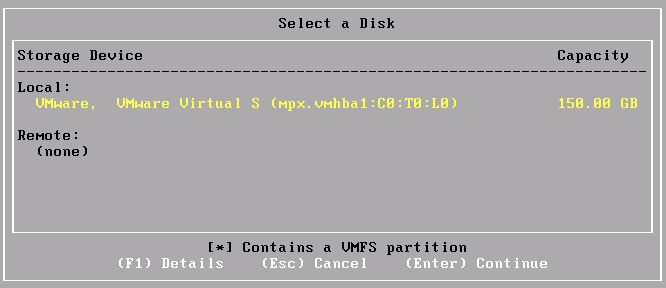 Select a Disk
Storage Device Capacity
Local:
VMware, VMware Virtual S (mpx.vmhba1:C0:T0:L0) 150.00 GB
Remote:
(none)
[*] Contains a VMFS partition
(F1) Details (Esc) Cancel (Enter) Continue